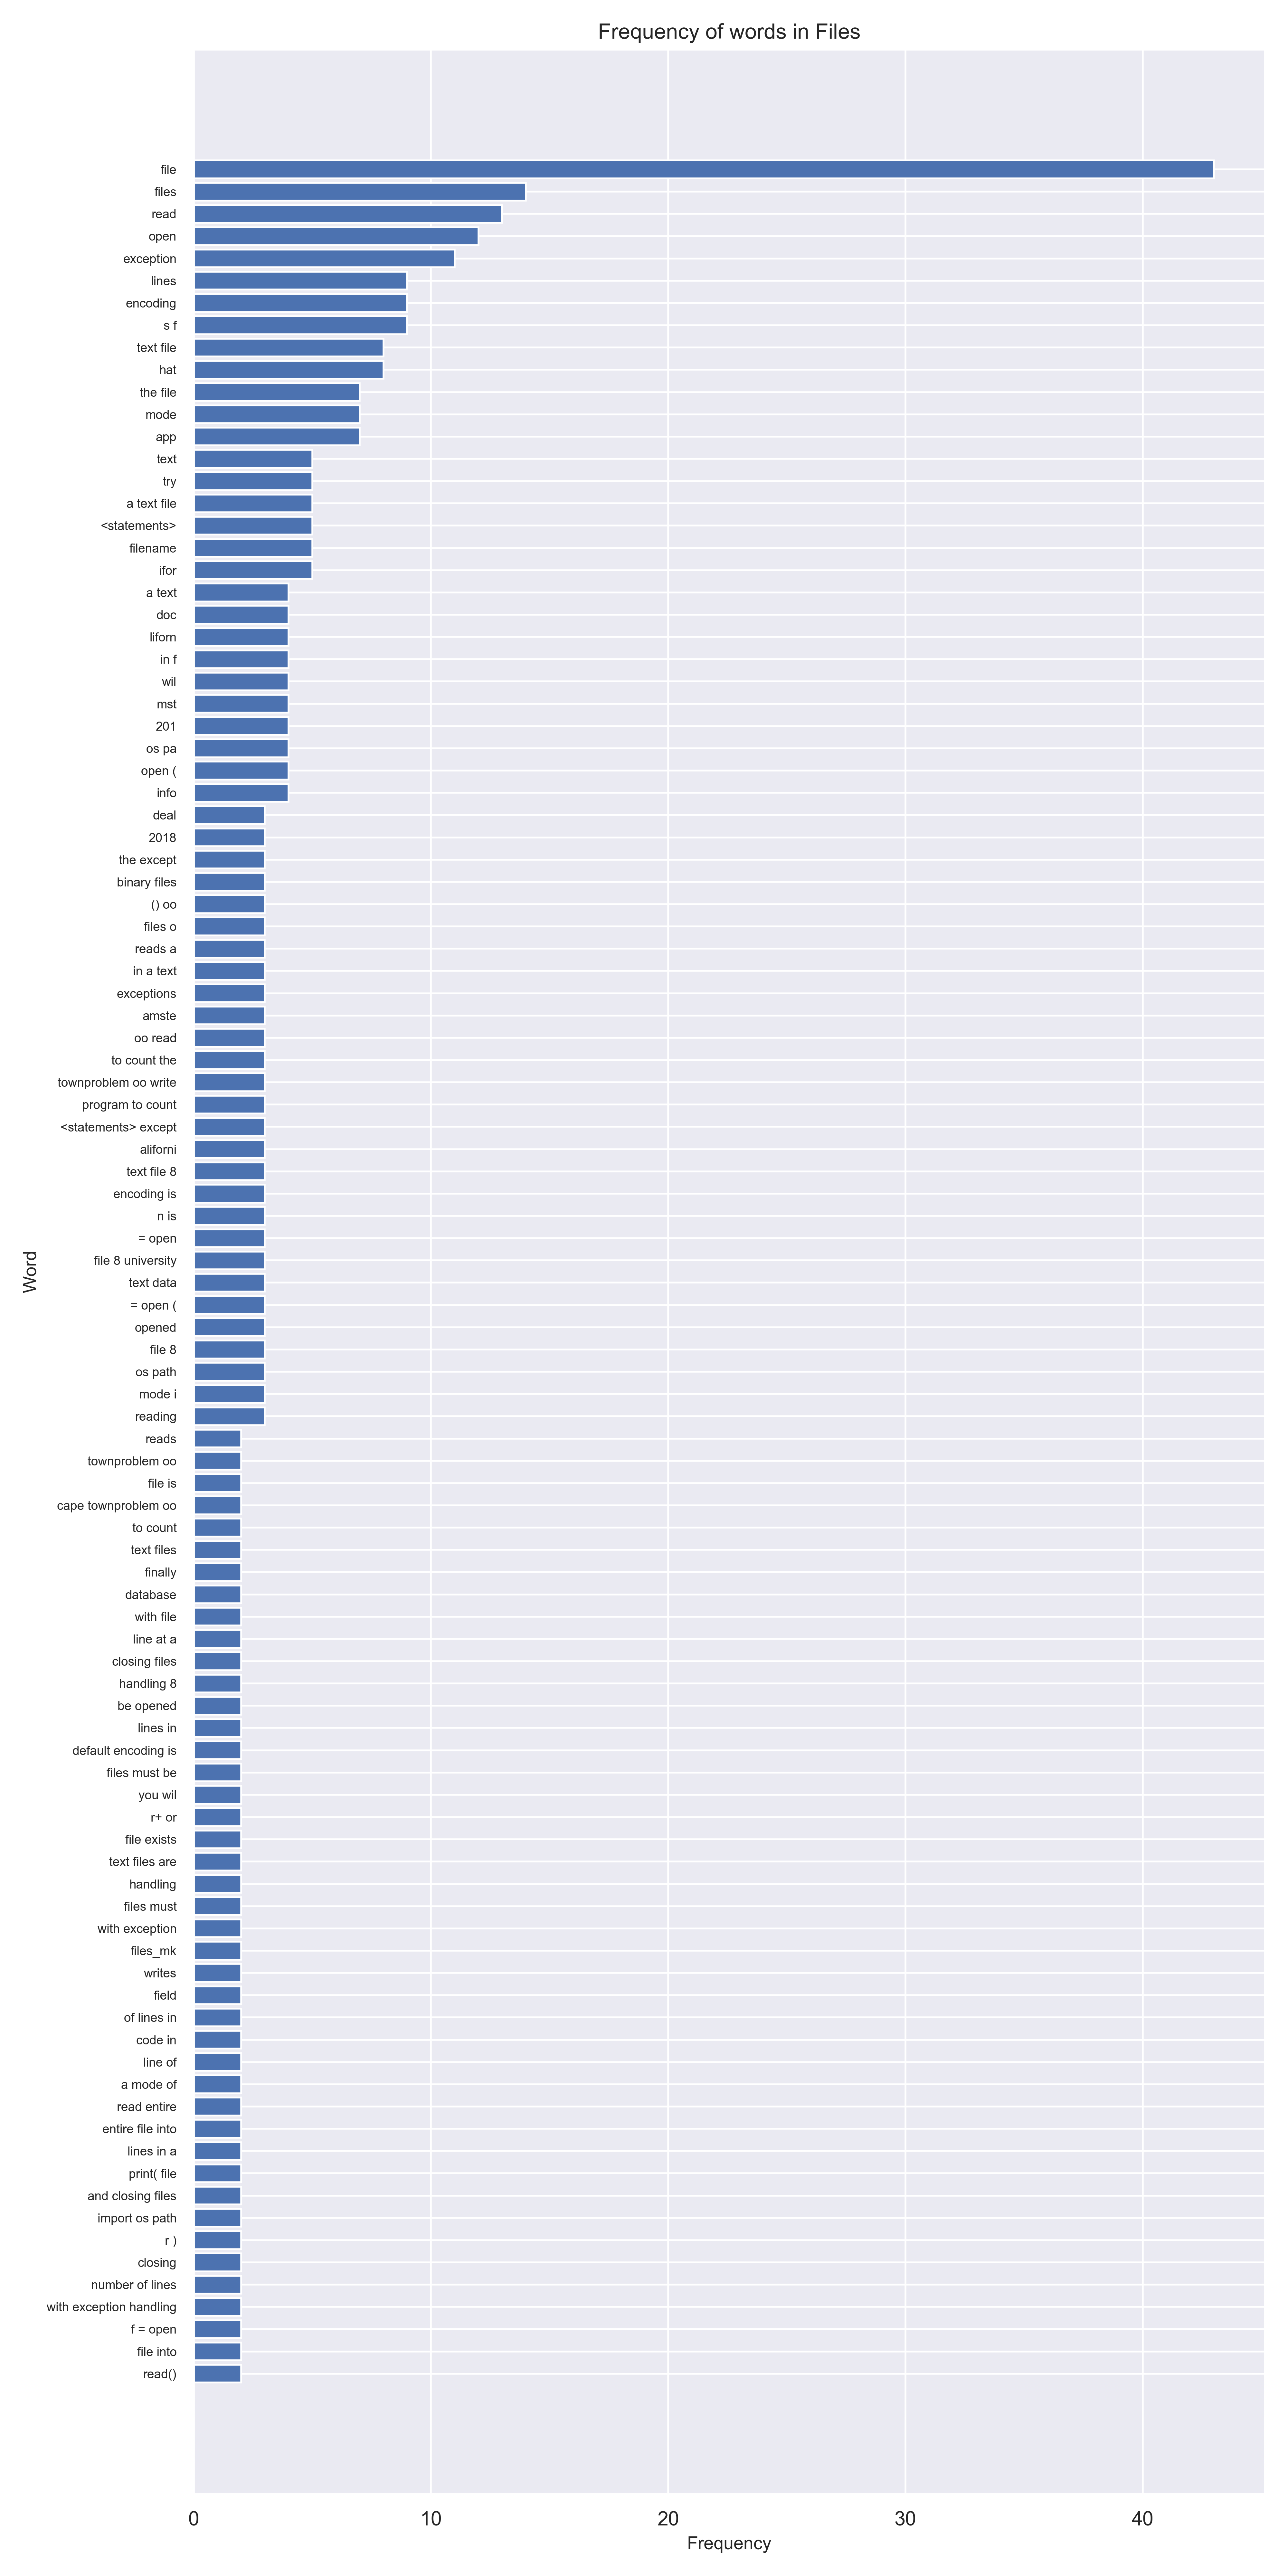 Frequency of words in Files
file
files
read
open
exception
lines
encoding
s f
text file
hat
the file
mode
app
text
try
a text file
<statements>
filename
ifor
a text
doc
liforn
in f
wil
mst
201
os pa
open (
info
deal
2018
the except
binary files
() oo
files o
reads a
in a text
exceptions
amste
oo read
to count the
townproblem oo write
program to count
<statements> except
aliforni
text file 8
encoding is
n is
= open
file 8 university
text data
= open (
opened
file 8
os path
mode i
reading
reads
townproblem oo
file is
cape townproblem oo
to count
text files
finally
database
with file
line at a
closing files
handling 8
be opened
lines in
default encoding is
files must be
you wil
r+ or
file exists
text files are
handling
files must
with exception
files_mk
writes
field
of lines in
code in
line of
a mode of
read entire
entire file into
lines in a
print( file
and closing files
import os path
r )
closing
number of lines
with exception handling
f = open
file into
read()
Word
0 10 20 30 40
Frequency